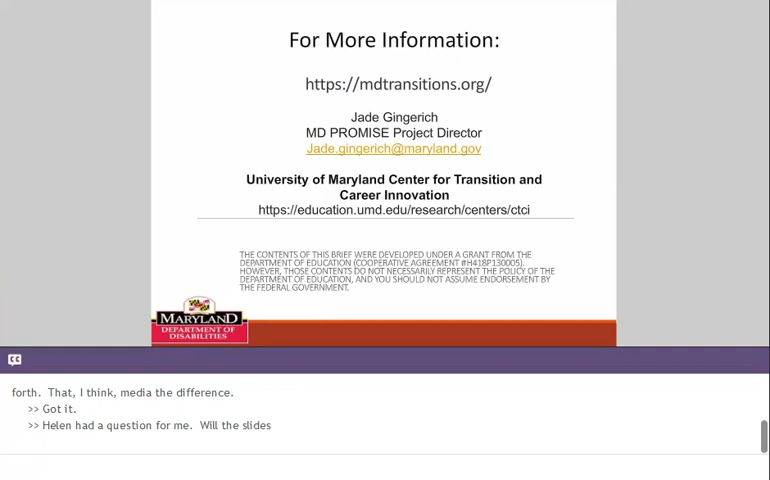 For More Information:
https://mdtransitions.org/
Jade Gingerich
MD PROMISE Project Director
Jade.gingerich@maryland.gov
University of Maryland Center for Transition and
Career Innovation
https://education.umd.edu/research/centers/ctci
THE CONTENTS OF THIS BRIEF WERE DEVELOPED UNDER A GRANT FROM THE
DEPARTMENT OF EDUCATION (COOPERATIVE AGREEMENT #H418P130005).
HOWEVER, THOSE CONTENTS DO NOT NECESSARILY REPRESENT THE POLICY OF THE
DEPARTMENT OF EDUCATION, AND YOU SHOULD NOT ASSUME ENDORSEMENT BY
THE FEDERAL GOVERNMENT.
MARYLAND
DEPARTMENT OF
DISABILITIES
CC
forth. That, I think, media the difference.
>> Got it.
>> Helen had a question for me. Will the slides